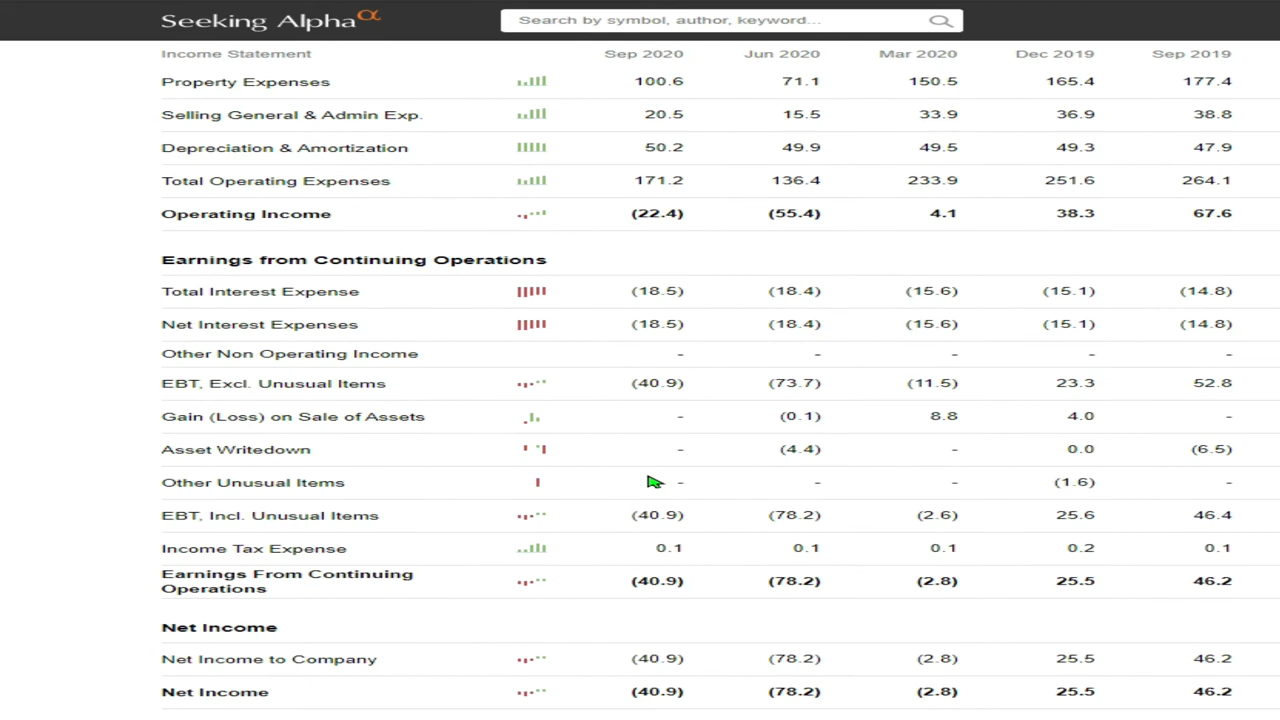 Seeking Alphaα
Search by symbol, author, keyword...
Income Statement Sep 2020 Jun 2020 Mar 2020 Dec 2019 Sep 2019
Property Expenses 100.6 71.1 150.5 165.4 177.4
Selling General & Admin Exp. 20.5 15.5 33.9 36.9 38.8
Depreciation & Amortization 50.2 49.9 49.5 49.3 47.9
Total Operating Expenses 171.2 136.4 233.9 251.6 264.1
Operating Income (22.4) (55.4) 4.1 38.3 67.6
Earnings from Continuing Operations
Total Interest Expense (18.5) (18.4) (15.6) (15.1) (14.8)
Net Interest Expenses (18.5) (18.4) (15.6) (15.1) (14.8)
Other Non Operating Income - - - - -
EBT, Excl. Unusual Items (40.9) (73.7) (11.5) 23.3 52.8
Gain (Loss) on Sale of Assets - (0.1) 8.8 4.0 -
Asset Writedown - (4.4) - 0.0 (6.5)
Other Unusual Items - - - (1.6) -
EBT, Incl. Unusual Items (40.9) (78.2) (2.6) 25.6 46.4
Income Tax Expense 0.1 0.1 0.1 0.2 0.1
Earnings From Continuing
Operations (40.9) (78.2) (2.8) 25.5 46.2
Net Income
Net Income to Company (40.9) (78.2) (2.8) 25.5 46.2
Net Income (40.9) (78.2) (2.8) 25.5 46.2